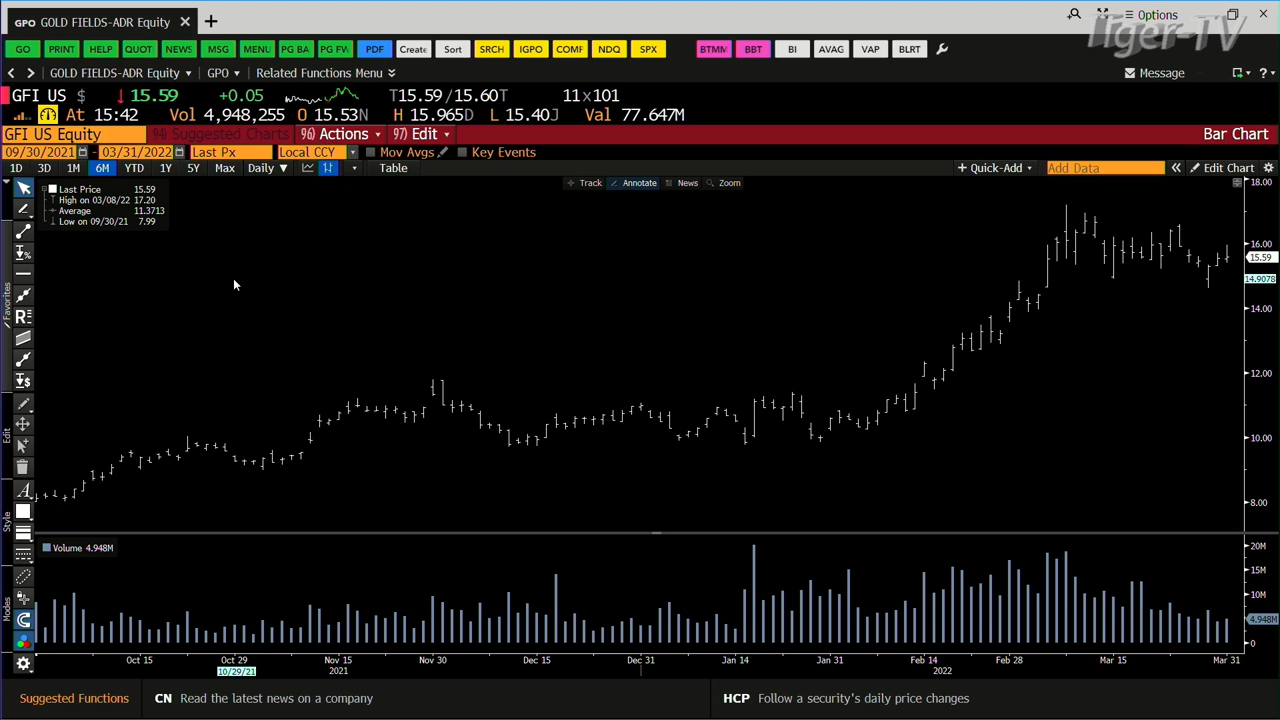 GPO GOLD FIELDS-ADR Equity
Options
Tiger-TV
GO PRINT HELP QUOT NEWS MSG MENU PG BA PG FW PDF Create Sort SRCH IGPO COMF NDQ SPX BTMM BBT BI AVAG VAP BLRT
GOLD FIELDS-ADR Equity GPO Related Functions Menu Message
GFI US $ ↓15.59 +0.05 T15.59/15.60T 11x101
At 15:42 Vol 4,948,255 O 15.53N H 15.965D L 15.40J Val 77.647M
GFI US Equity 94) Suggested Charts 96) Actions 97) Edit Bar Chart
09/30/2021 - 03/31/2022 Last Px Local CCY Mov Avgs Key Events
1D 3D 1M 6M YTD 1Y 5Y Max Daily Table + Quick-Add Add Data Edit Chart
Track Annotate News Zoom
Last Price 15.59
High on 03/08/22 17.20
Average 11.3713
Low on 09/30/21 7.99
18.00
16.00
15.59
14.9078
14.00
12.00
10.00
8.00
Favorites
Edit
Style
Modes
Volume 4.948M
20M
15M
10M
4.948M
0
Oct 15 Oct 29 Nov 15 Nov 30 Dec 15 Dec 31 Jan 14 Jan 31 Feb 14 Feb 28 Mar 15 Mar 31
10/29/21 2021 2022
Suggested Functions CN Read the latest news on a company HCP Follow a security's daily price changes